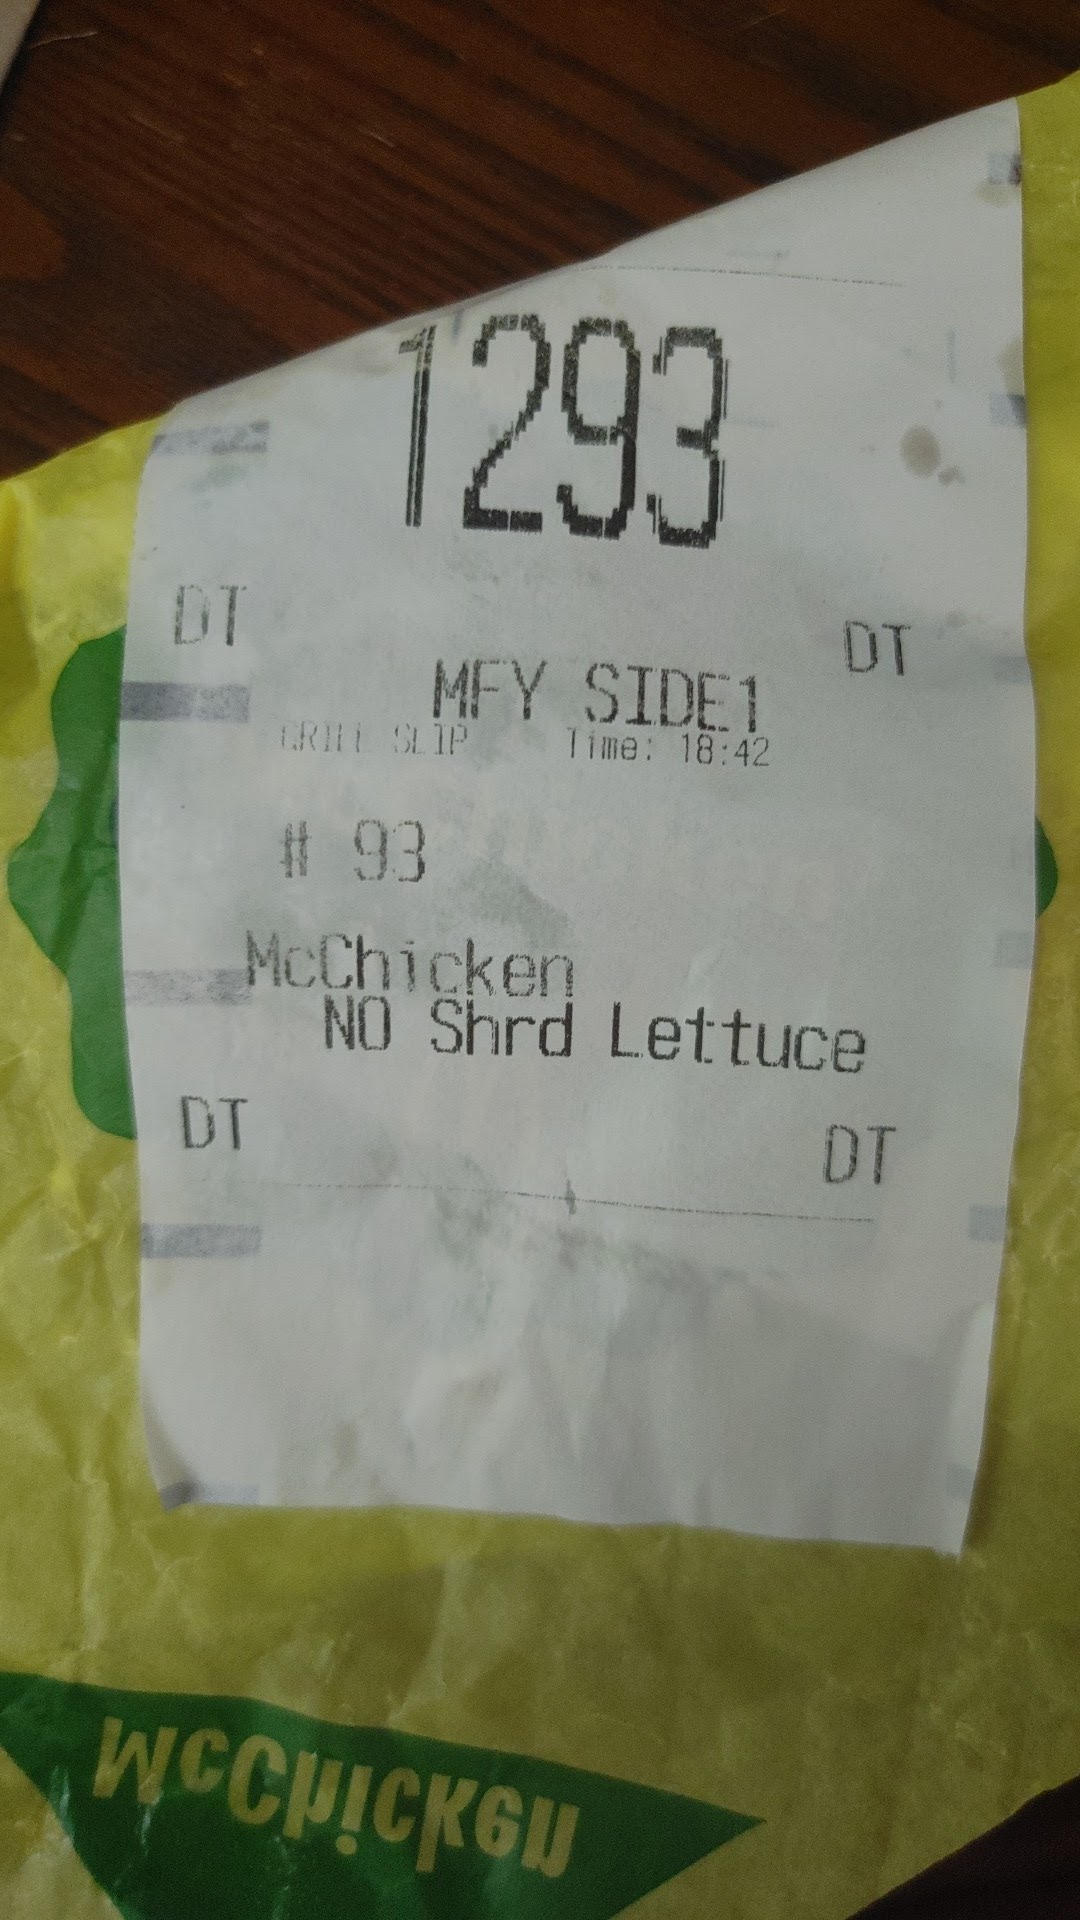 1293
DT DT
MFY SIDE1
GRILL SLIP Time: 18:42
# 93
McChicken
NO Shrd Lettuce
DT DT
McChicken